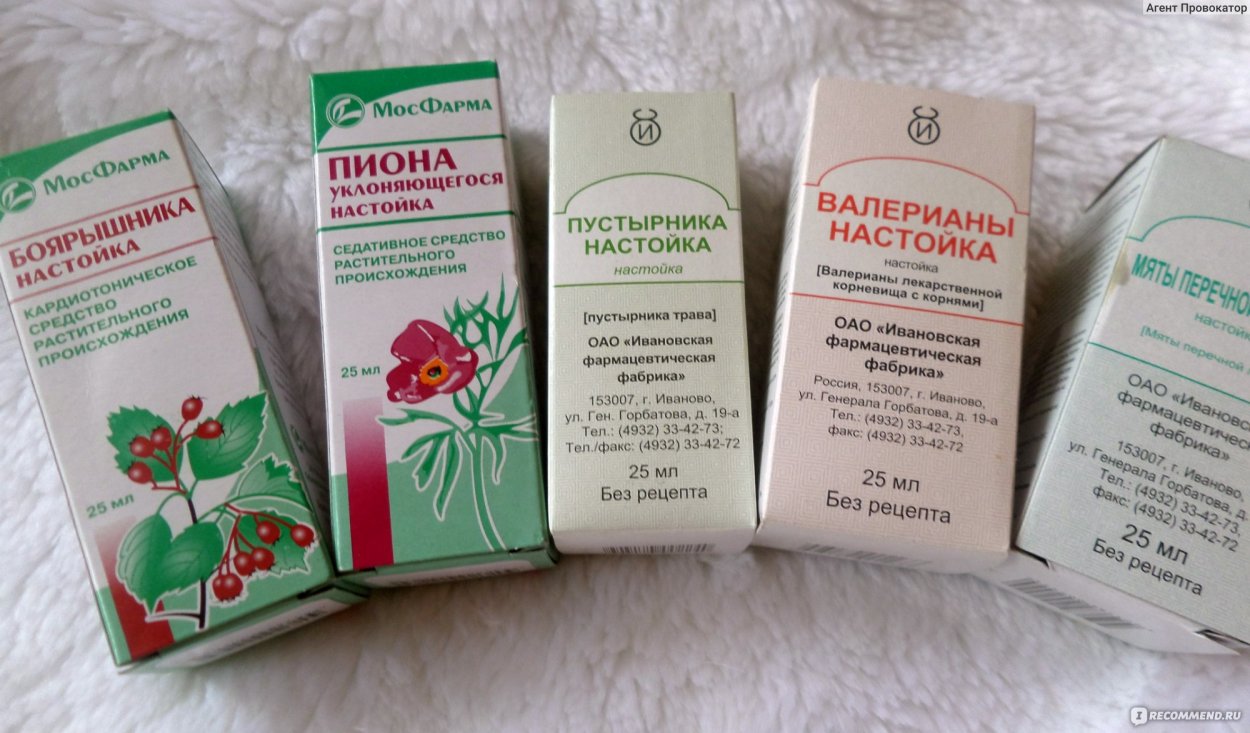 Агент Провокатор
МосФарма
БОЯРЫШНИКА
НАСТОЙКА
КАРДИОТОНИЧЕСКОЕ
СРЕДСТВО
РАСТИТЕЛЬНОГО
ПРОИСХОЖДЕНИЯ
25 мл
МосФарма
ПИОНА
УКЛОНЯЮЩЕГОСЯ
НАСТОЙКА
СЕДАТИВНОЕ СРЕДСТВО
РАСТИТЕЛЬНОГО
ПРОИСХОЖДЕНИЯ
25 мл
И
ПУСТЫРНИКА
НАСТОЙКА
настойка
[пустырника трава]
ОАО «Ивановская
фармацевтическая
фабрика»
153007, г. Иваново,
ул. Ген. Горбатова, д. 19-а
Тел.: (4932) 33-42-73;
Тел./факс: (4932) 33-42-72
25 мл
Без рецепта
И
ВАЛЕРИАНЫ
НАСТОЙКА
настойка
[Валерианы лекарственной
корневища с корнями]
ОАО «Ивановская
фармацевтическая
фабрика»
Россия, 153007, г. Иваново,
ул. Генерала Горбатова, д. 19-а
Тел.: (4932) 33-42-73,
факс: (4932) 33-42-72
25 мл
Без рецепта
МЯТЫ ПЕРЕЧНО
настой
[Мяты перечной
ОАО «Ивановс
фармацевтическа
фабрика»
153007, г. Иваново,
ул. Генерала Горбатова, д
Тел.: (4932) 33-42-73,
факс: (4932) 33-42-72
25 мл
Без рецепта
IRECOMMEND.RU